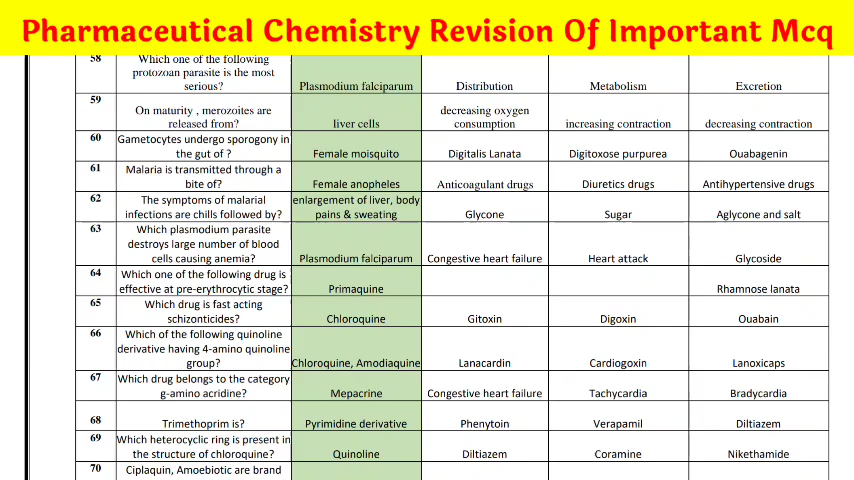 Pharmaceutical Chemistry Revision Of Important Mcq
58
Which one of the following
protozoan parasite is the most
serious?
Plasmodium falciparum
Distribution
Metabolism
Excretion
59
On maturity , merozoites are
released from?
liver cells
decreasing oxygen
consumption
increasing contraction
decreasing contraction
60
Gametocytes undergo sporogony in
the gut of ?
Female moisquito
Digitalis Lanata
Digitoxose purpurea
Ouabagenin
61
Malaria is transmitted through a
bite of?
Female anopheles
Anticoagulant drugs
Diuretics drugs
Antihypertensive drugs
62
The symptoms of malarial
infections are chills followed by?
enlargement of liver, body
pains & sweating
Glycone
Sugar
Aglycone and salt
63
Which plasmodium parasite
destroys large number of blood
cells causing anemia?
Plasmodium falciparum
Congestive heart failure
Heart attack
Glycoside
64
Which one of the following drug is
effective at pre-erythrocytic stage?
Primaquine
Rhamnose lanata
65
Which drug is fast acting
schizonticides?
Chloroquine
Gitoxin
Digoxin
Ouabain
66
Which of the following quinoline
derivative having 4-amino quinoline
group?
Chloroquine, Amodiaquine
Lanacardin
Cardiogoxin
Lanoxicaps
67
Which drug belongs to the category
g-amino acridine?
Mepacrine
Congestive heart failure
Tachycardia
Bradycardia
68
Trimethoprim is?
Pyrimidine derivative
Phenytoin
Verapamil
Diltiazem
69
Which heterocyclic ring is present in
the structure of chloroquine?
Quinoline
Diltiazem
Coramine
Nikethamide
70
Ciplaquin, Amoebiotic are brand